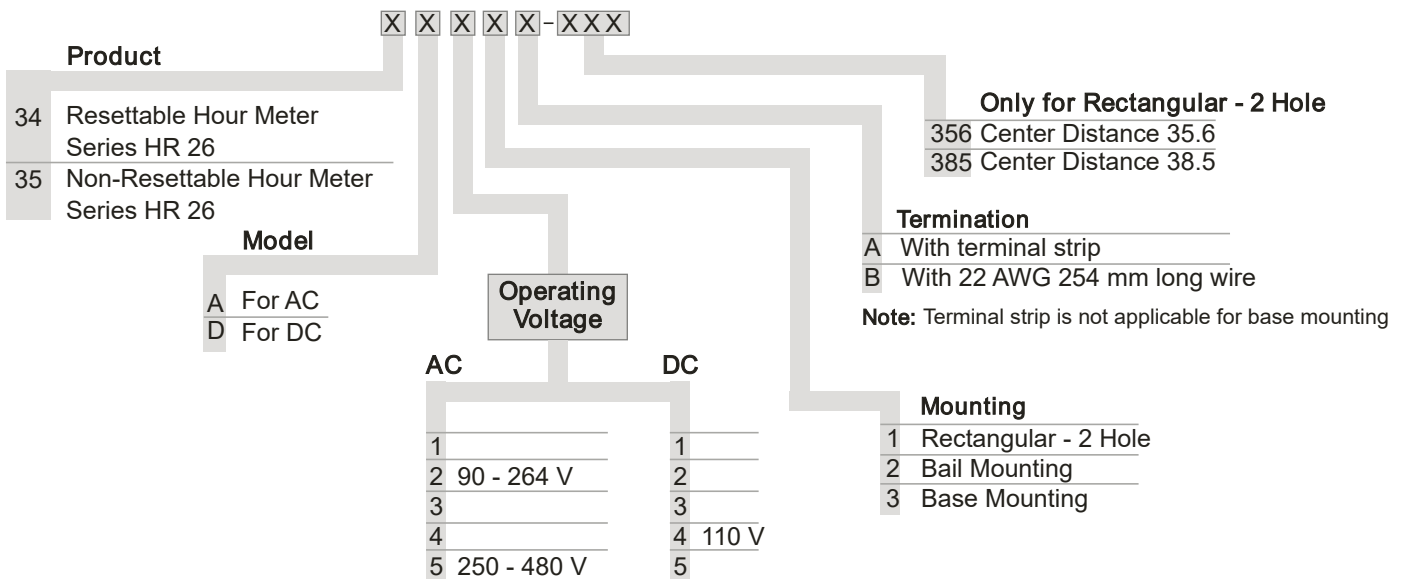 X X X X X - X X X
Product
34 Resettable Hour Meter
Series HR 26
35 Non-Resettable Hour Meter
Series HR 26
Model
A For AC
D For DC
Operating
Voltage
AC
1
2 90 - 264 V
3
4
5 250 - 480 V
DC
1
2
3
4 110 V
5
Only for Rectangular - 2 Hole
356 Center Distance 35.6
385 Center Distance 38.5
Termination
A With terminal strip
B With 22 AWG 254 mm long wire
Note: Terminal strip is not applicable for base mounting
Mounting
1 Rectangular - 2 Hole
2 Bail Mounting
3 Base Mounting